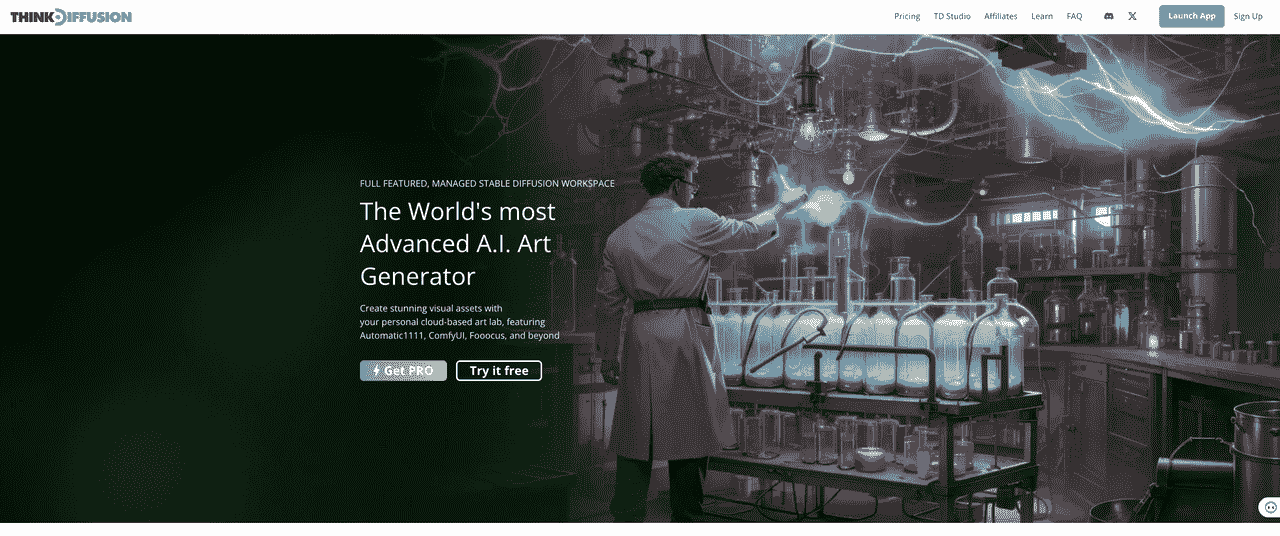 THINKDIFFUSION
Pricing
TD Studio
Affiliates
Learn
FAQ
Launch App
Sign Up
FULL FEATURED, MANAGED STABLE DIFFUSION WORKSPACE
The World's most
Advanced A.I. Art
Generator
Create stunning visual assets with
your personal cloud-based art lab, featuring
Automatic1111, ComfyUI, Fooocus, and beyond
Get PRO
Try it free